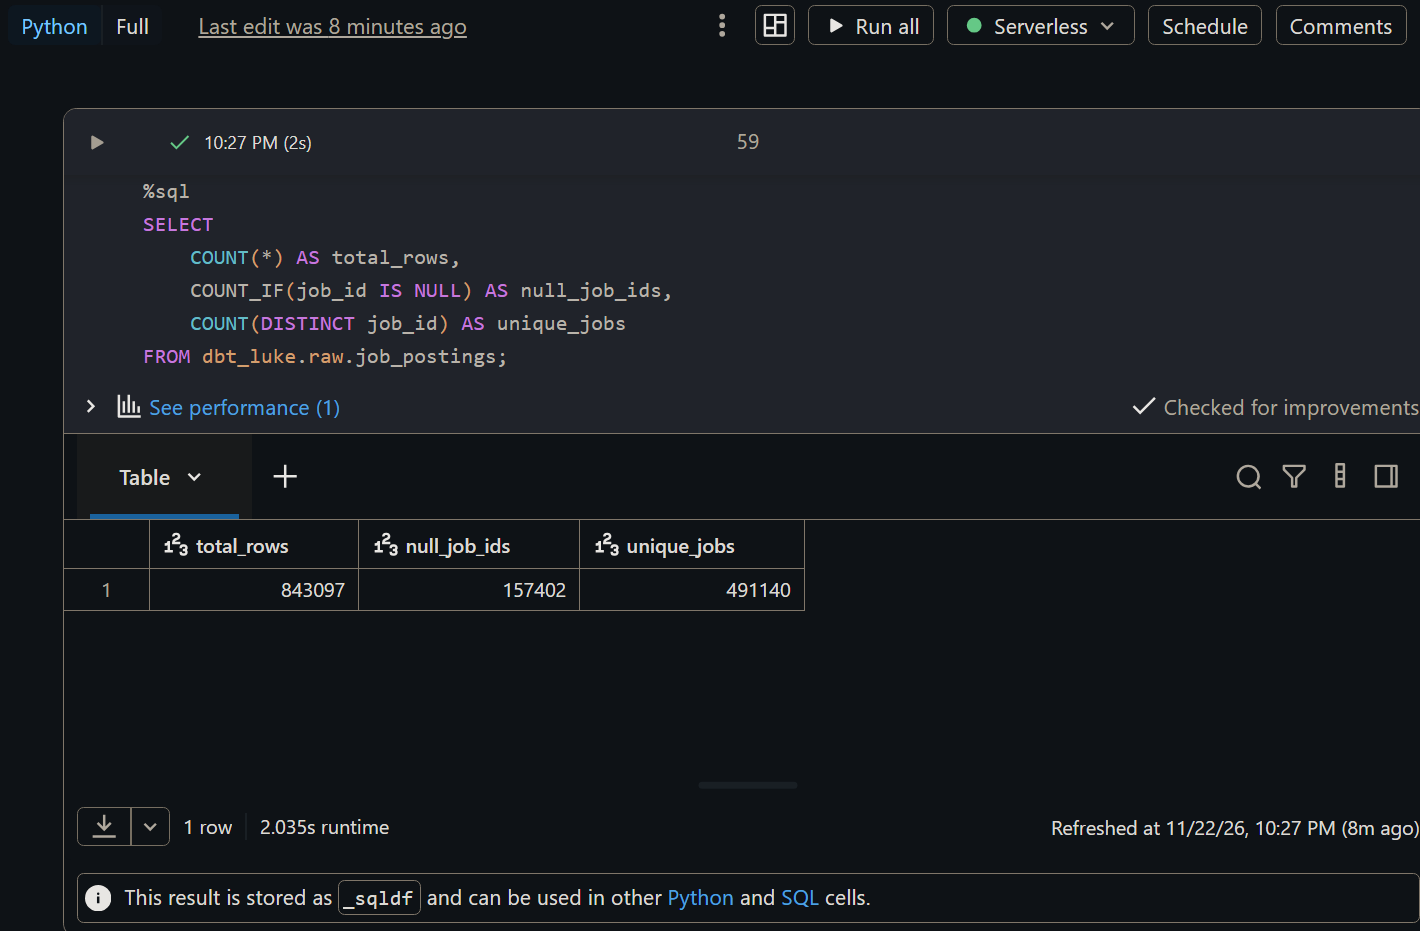 Python Full Last edit was 8 minutes ago Run all Serverless Schedule Comments
10:27 PM (2s) 59
%sql
SELECT
COUNT(*) AS total_rows,
COUNT_IF(job_id IS NULL) AS null_job_ids,
COUNT(DISTINCT job_id) AS unique_jobs
FROM dbt_luke.raw.job_postings;
See performance (1) Checked for improvements
Table
123 total_rows 123 null_job_ids 123 unique_jobs
1 843097 157402 491140
1 row 2.035s runtime Refreshed at 11/22/26, 10:27 PM (8m ago)
This result is stored as _sqldf and can be used in other Python and SQL cells.